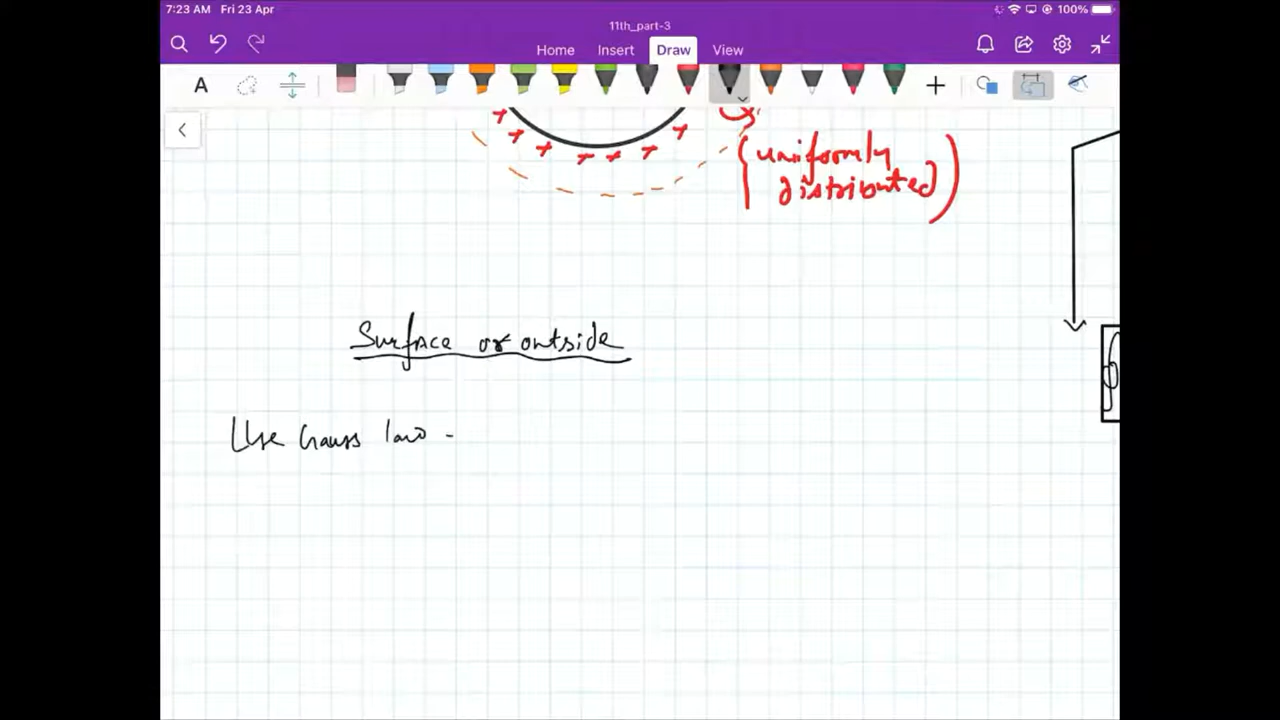 7:23 AM Fri 23 Apr
100%
11th_part-3
Home Insert Draw View
A
(uniformly
distributed)
Surface or outside
Use Gauss law -